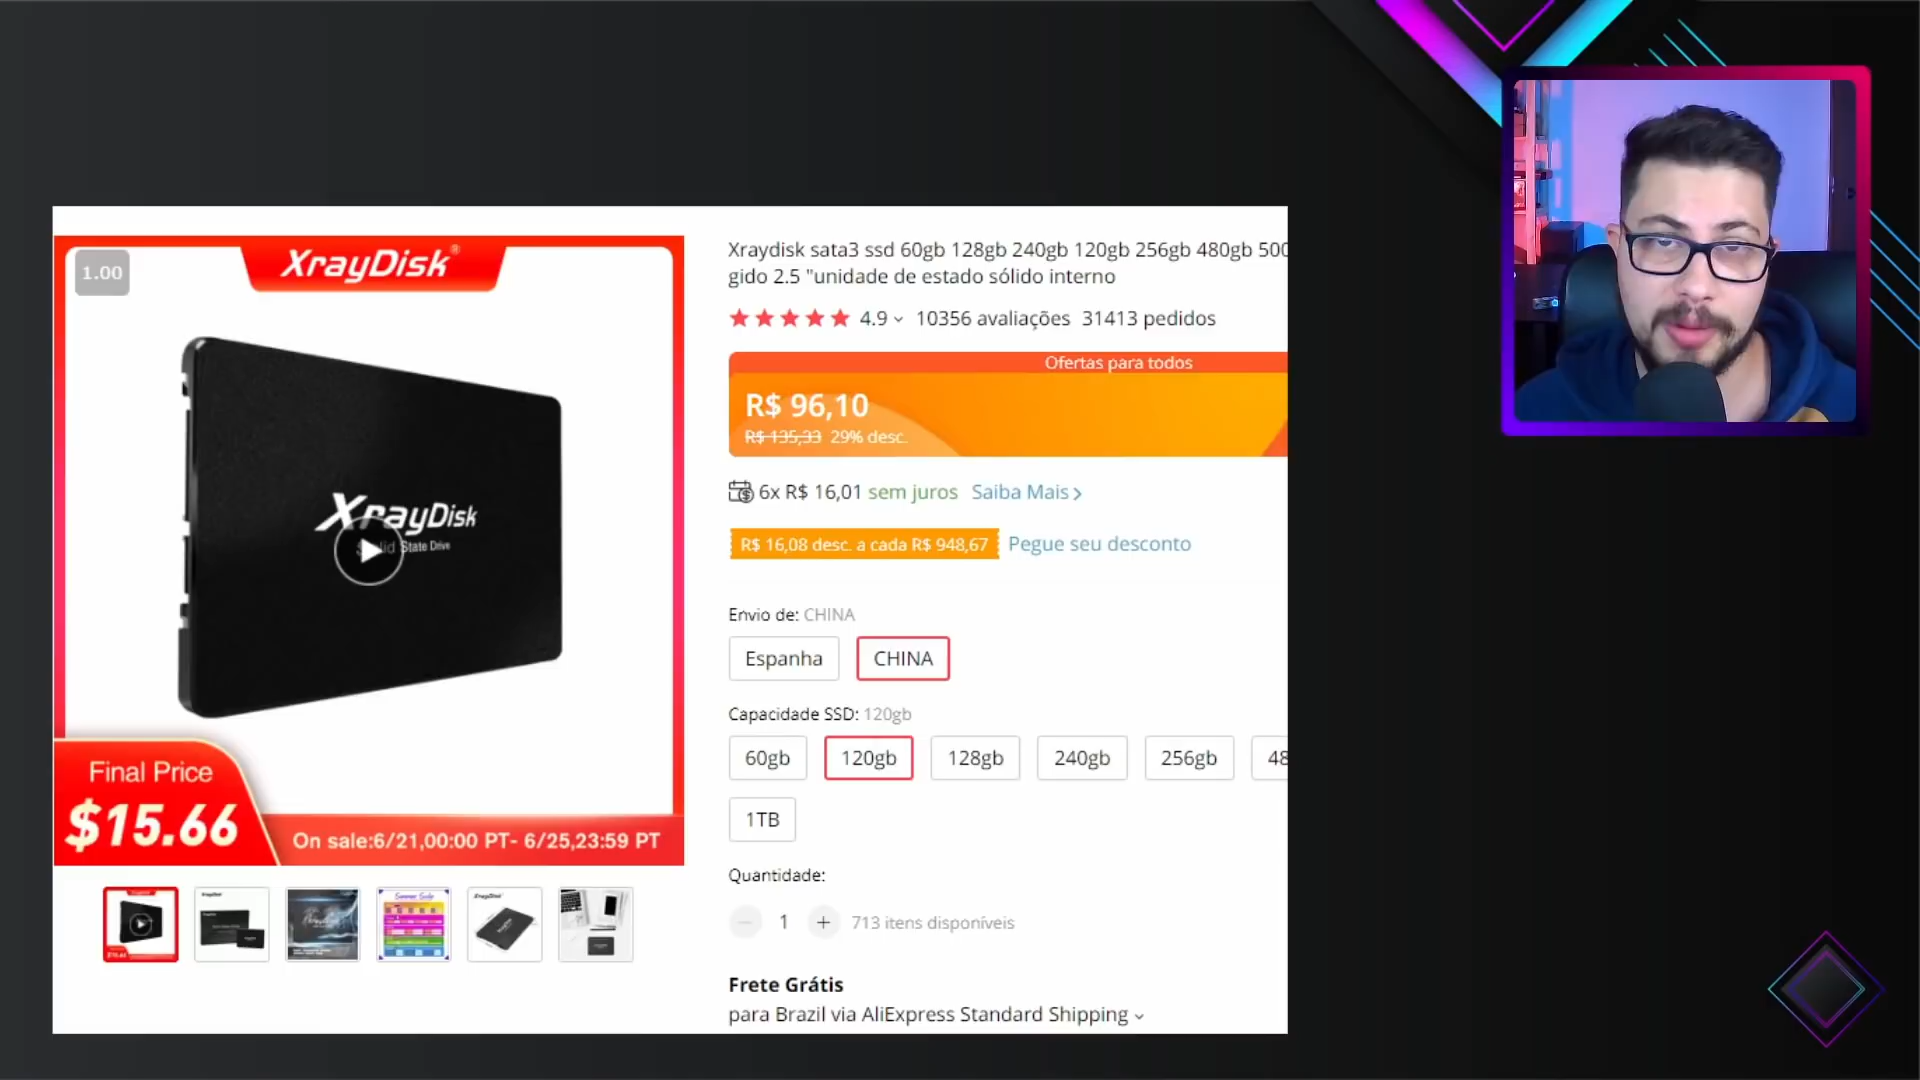 1.00
XrayDisk®
XrayDisk
State Drive
Final Price
$15.66
On sale:6/21,00:00 PT- 6/25,23:59 PT
Xraydisk sata3 ssd 60gb 128gb 240gb 120gb 256gb 480gb 500
gido 2.5 "unidade de estado sólido interno
4.9 10356 avaliações 31413 pedidos
Ofertas para todos
R$ 96,10
R$ 135,33 29% desc.
6x R$ 16,01 sem juros Saiba Mais
R$ 16,08 desc. a cada R$ 948,67 Pegue seu desconto
Envio de: CHINA
Espanha CHINA
Capacidade SSD: 120gb
60gb 120gb 128gb 240gb 256gb 48
1TB
Quantidade:
1 + 713 itens disponíveis
Frete Grátis
para Brazil via AliExpress Standard Shipping